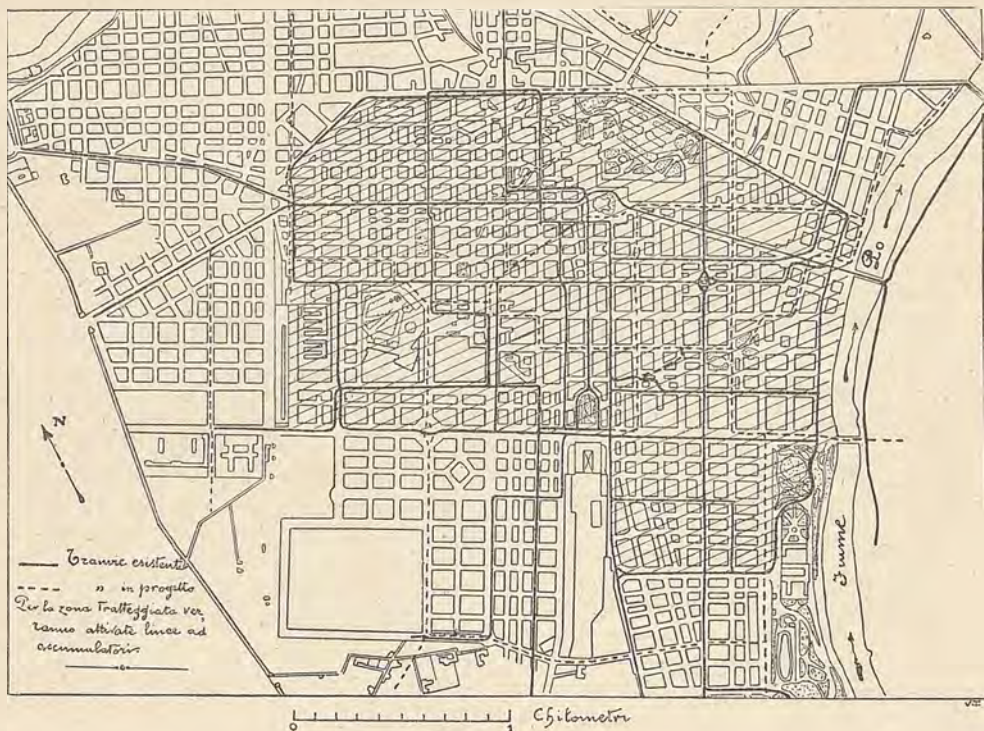 N
Po
Fiume
Tramvie esistenti
" in progetto
Per la zona tratteggiata ver,
ranno attivate linee ad
accumulatori
0 1 Chilometri